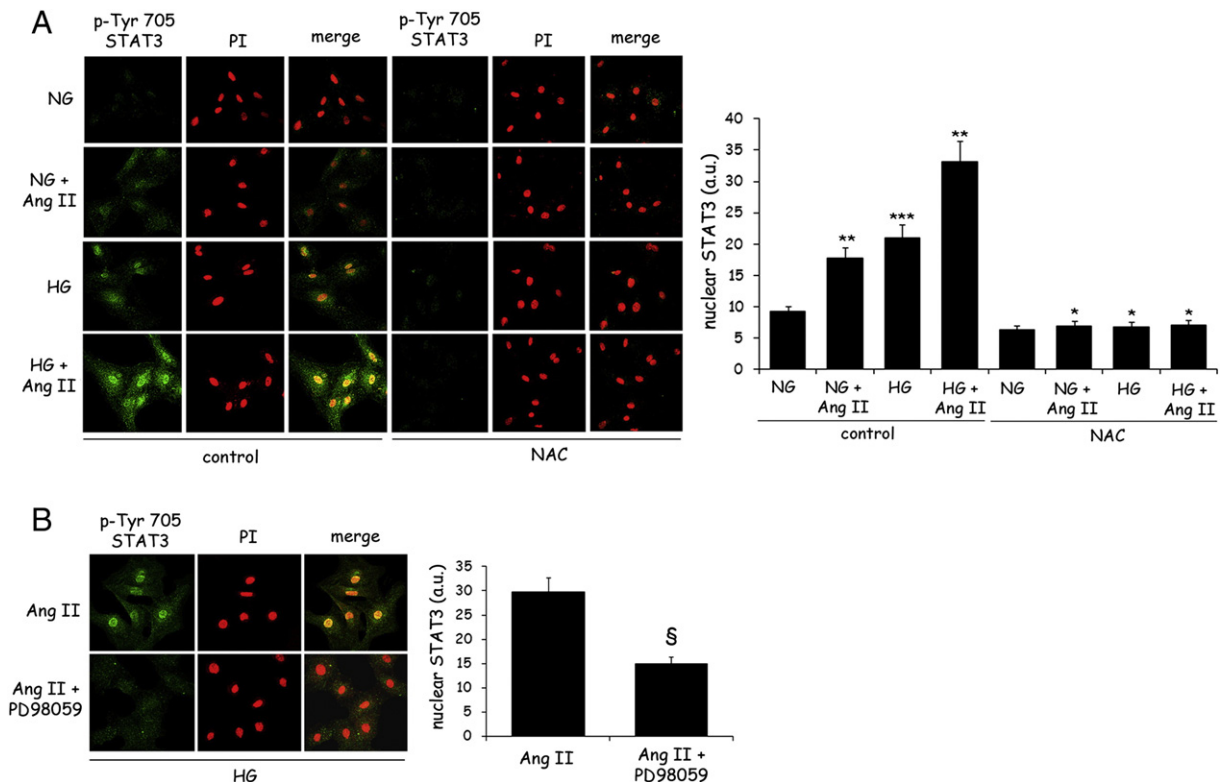 A
p-Tyr 705
STAT3
PI
merge
p-Tyr 705
STAT3
PI
merge
NG
NG +
Ang II
HG
HG +
Ang II
control
NAC
nuclear STAT3 (a.u.)
40
35
30
25
20
15
10
5
0
**
***
**
*
*
*
NG
NG +
Ang II
HG
HG +
Ang II
NG
NG +
Ang II
HG
HG +
Ang II
control
NAC
B
p-Tyr 705
STAT3
PI
merge
Ang II
Ang II +
PD98059
HG
nuclear STAT3 (a.u.)
35
30
25
20
15
10
5
0
§
Ang II
Ang II +
PD98059